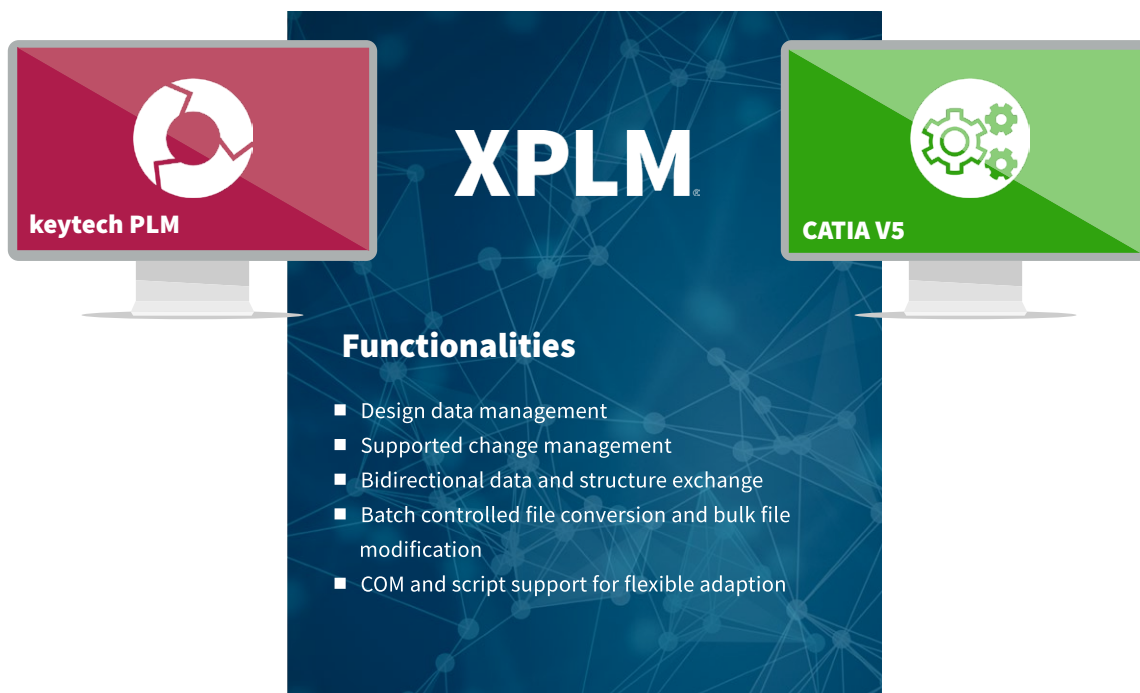 XPLM®
keytech PLM
CATIA V5
Functionalities
■ Design data management
■ Supported change management
■ Bidirectional data and structure exchange
■ Batch controlled file conversion and bulk file
modification
■ COM and script support for flexible adaption